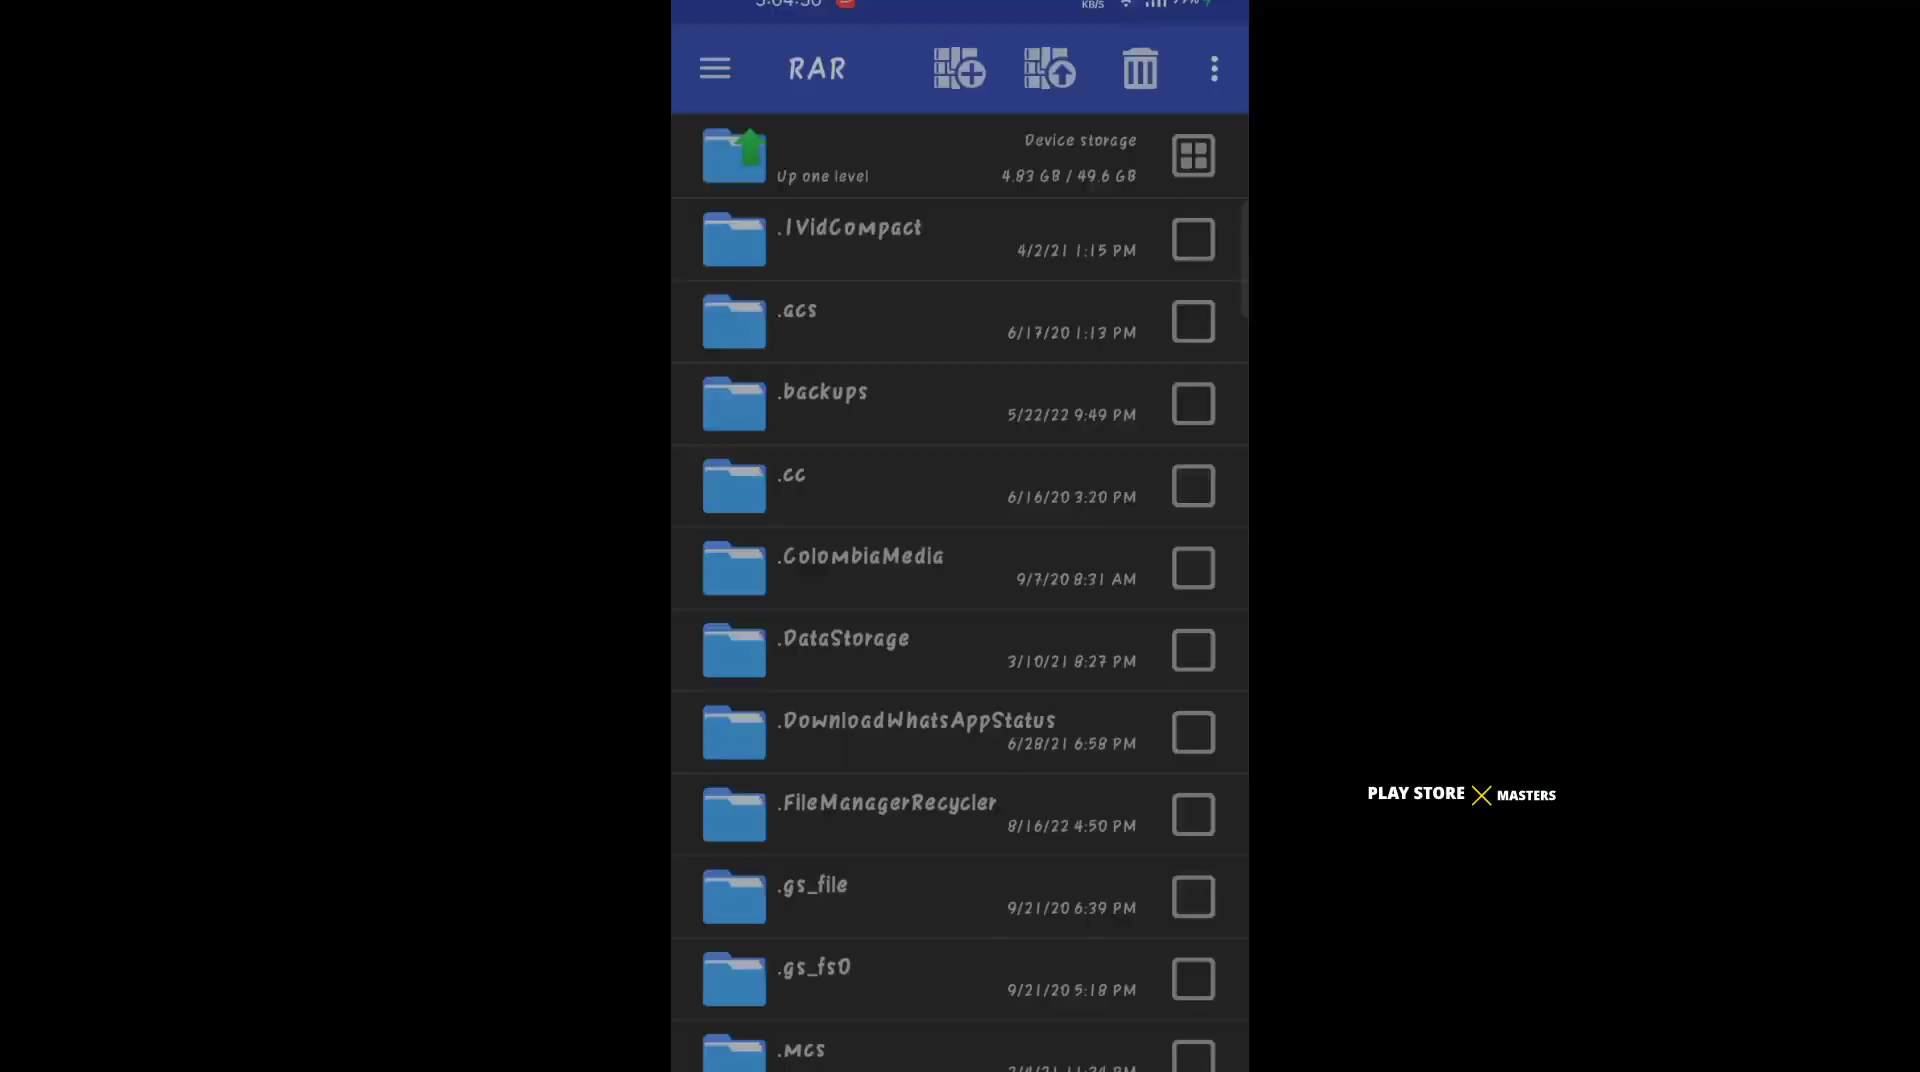 KB/S
RAR
Device storage
Up one level
4.83 GB / 49.6 GB
.1VidCompact
4/2/21 1:15 PM
.acs
6/17/20 1:13 PM
.backups
5/22/22 9:49 PM
.cc
6/16/20 3:20 PM
.ColombiaMedia
9/7/20 8:31 AM
.DataStorage
3/10/21 8:27 PM
.DownloadWhatsAppStatus
6/28/21 6:58 PM
.FileManagerRecycler
8/16/22 4:50 PM
.gs_file
9/21/20 6:39 PM
.gs_fs0
9/21/20 5:18 PM
.mcs
PLAY STORE X MASTERS